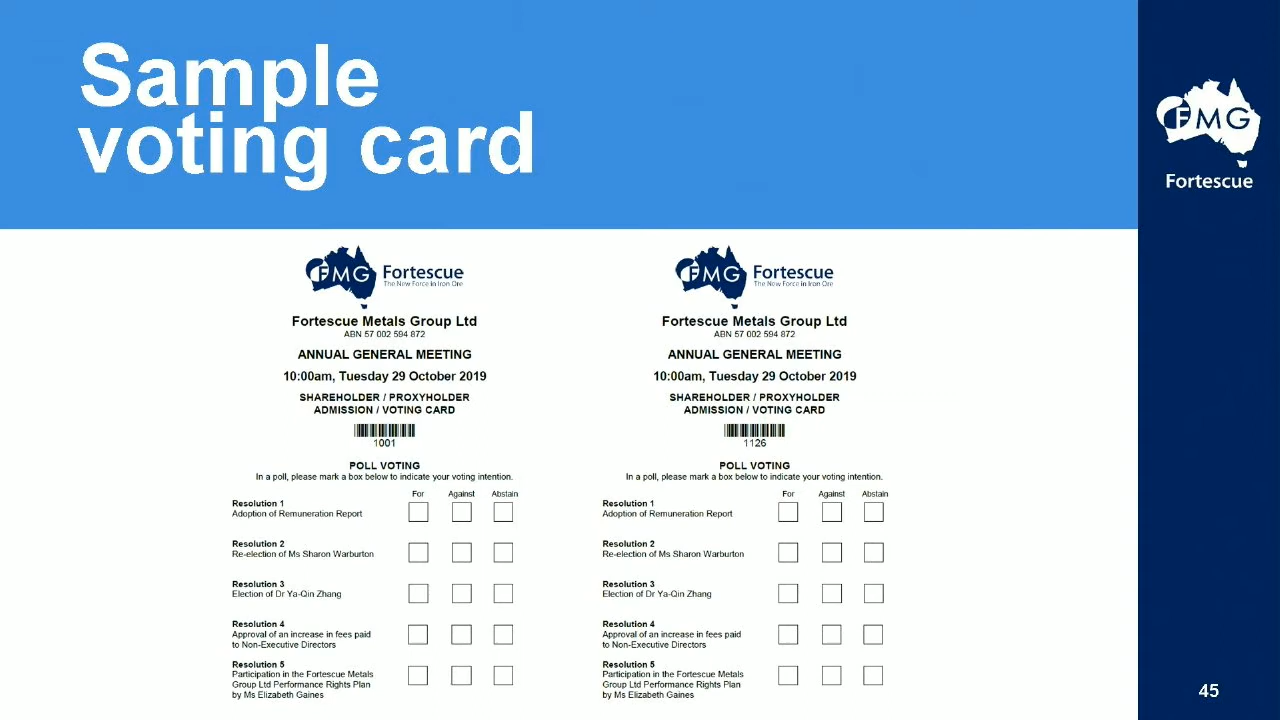 Sample
voting card
FMG
Fortescue
FMG Fortescue
The New Force in Iron Ore
Fortescue Metals Group Ltd
ABN 57 002 594 872
ANNUAL GENERAL MEETING
10:00am, Tuesday 29 October 2019
SHAREHOLDER / PROXYHOLDER
ADMISSION / VOTING CARD
1001
POLL VOTING
In a poll, please mark a box below to indicate your voting intention.
For Against Abstain
Resolution 1
Adoption of Remuneration Report
Resolution 2
Re-election of Ms Sharon Warburton
Resolution 3
Election of Dr Ya-Qin Zhang
Resolution 4
Approval of an increase in fees paid
to Non-Executive Directors
Resolution 5
Participation in the Fortescue Metals
Group Ltd Performance Rights Plan
by Ms Elizabeth Gaines
FMG Fortescue
The New Force in Iron Ore
Fortescue Metals Group Ltd
ABN 57 002 594 872
ANNUAL GENERAL MEETING
10:00am, Tuesday 29 October 2019
SHAREHOLDER / PROXYHOLDER
ADMISSION / VOTING CARD
1126
POLL VOTING
In a poll, please mark a box below to indicate your voting intention.
For Against Abstain
Resolution 1
Adoption of Remuneration Report
Resolution 2
Re-election of Ms Sharon Warburton
Resolution 3
Election of Dr Ya-Qin Zhang
Resolution 4
Approval of an increase in fees paid
to Non-Executive Directors
Resolution 5
Participation in the Fortescue Metals
Group Ltd Performance Rights Plan
by Ms Elizabeth Gaines
45